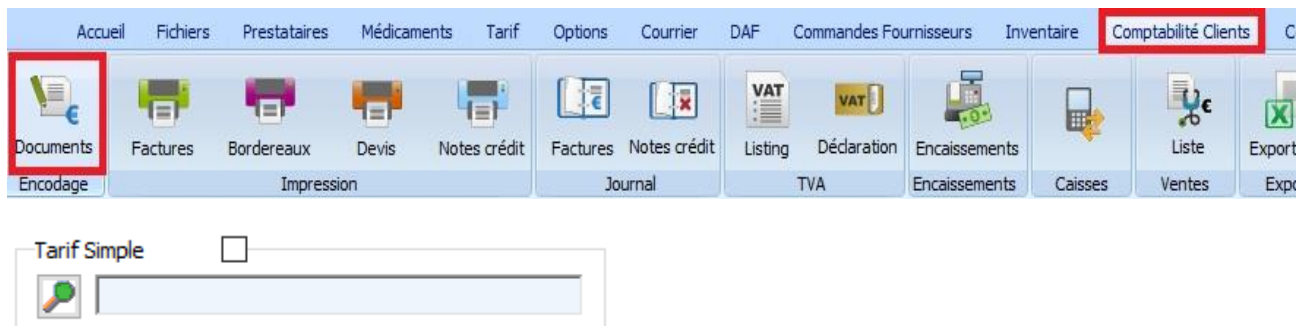 Accueil Fichiers Prestataires Médicaments Tarif Options Courrier DAF Commandes Fournisseurs Inventaire Comptabilité Clients C
VAT VAT
Documents Factures Bordereaux Devis Notes crédit Factures Notes crédit Listing Déclaration Encaissements Liste Export
Encodage Impression Journal TVA Encaissements Caisses Ventes Expo
Tarif Simple